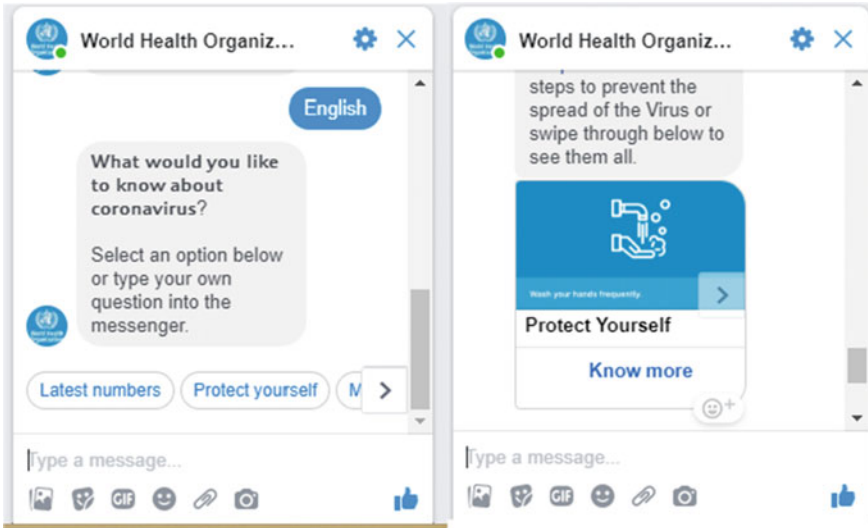 World Health Organiz...
English
What would you like
to know about
coronavirus?
Select an option below
or type your own
question into the
messenger.
Latest numbers
Protect yourself
M
Type a message...
GIF
World Health Organiz...
steps to prevent the
spread of the Virus or
swipe through below to
see them all.
Wash your hands frequently.
Protect Yourself
Know more
Type a message...
GIF